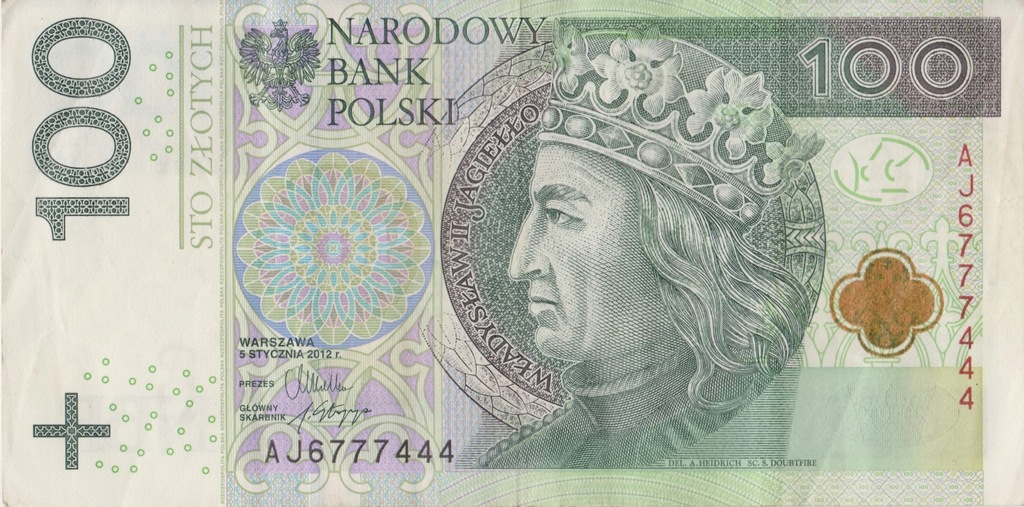 100
STO ZŁOTYCH
NARODOWY
BANK
POLSKI
100
WŁADYSŁAW II JAGIEŁŁO
AJ6777444
WARSZAWA
5 STYCZNIA 2012 r.
PREZES
GŁÓWNY
SKARBNIK
AJ6777444
DEL. A. HEIDRICH SC. S. DOUBTFIRE